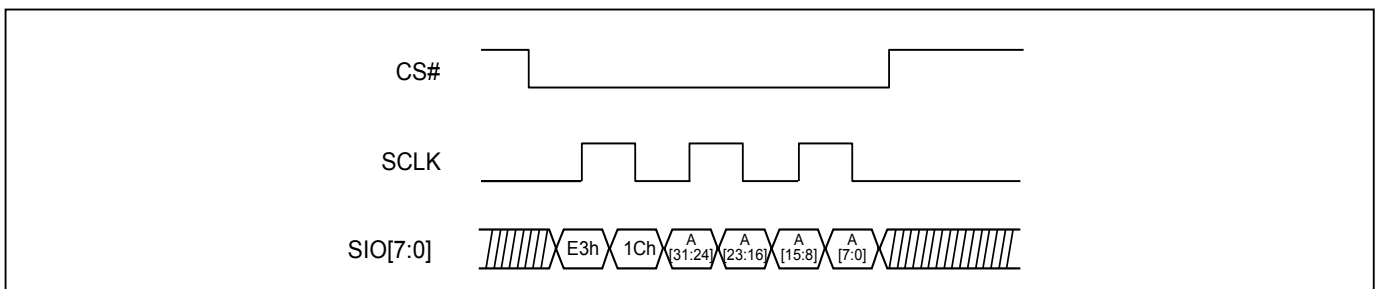 CS#
SCLK
SIO[7:0]
E3h 1Ch A [31:24] A [23:16] A [15:8] A [7:0]